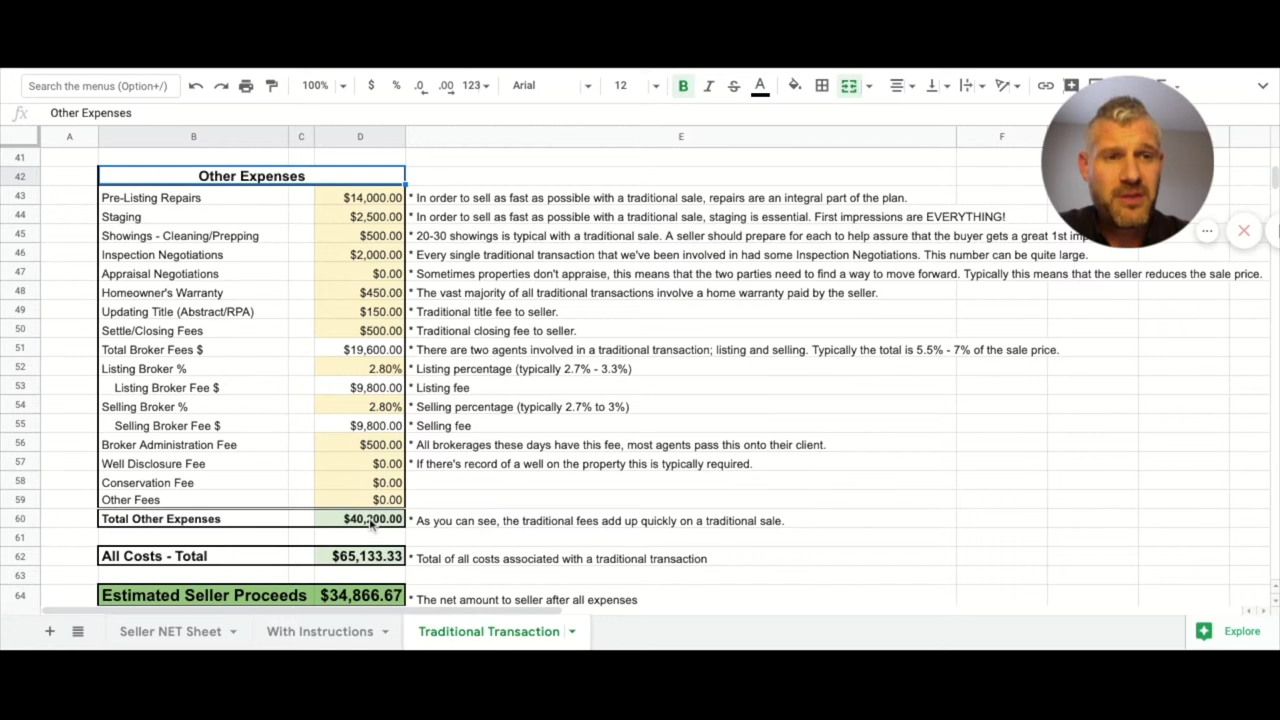 Search the menus (Option+/) 100% $ % .0 .00 123 Arial 12 B I S A
fx Other Expenses
A B C D E F
41
42 Other Expenses
43 Pre-Listing Repairs $14,000.00 * In order to sell as fast as possible with a traditional sale, repairs are an integral part of the plan.
44 Staging $2,500.00 * In order to sell as fast as possible with a traditional sale, staging is essential. First impressions are EVERYTHING!
45 Showings - Cleaning/Prepping $500.00 * 20-30 showings is typical with a traditional sale. A seller should prepare for each to help assure that the buyer gets a great 1st
46 Inspection Negotiations $2,000.00 * Every single traditional transaction that we've been involved in had some Inspection Negotiations. This number can be quite large.
47 Appraisal Negotiations $0.00 * Sometimes properties don't appraise, this means that the two parties need to find a way to move forward. Typically this means that the seller reduces the sale price.
48 Homeowner's Warranty $450.00 * The vast majority of all traditional transactions involve a home warranty paid by the seller.
49 Updating Title (Abstract/RPA) $150.00 * Traditional title fee to seller.
50 Settle/Closing Fees $500.00 * Traditional closing fee to seller.
51 Total Broker Fees $ $19,600.00 * There are two agents involved in a traditional transaction; listing and selling. Typically the total is 5.5% - 7% of the sale price.
52 Listing Broker % 2.80% * Listing percentage (typically 2.7% - 3.3%)
53 Listing Broker Fee $ $9,800.00 * Listing fee
54 Selling Broker % 2.80% * Selling percentage (typically 2.7% to 3%)
55 Selling Broker Fee $ $9,800.00 * Selling fee
56 Broker Administration Fee $500.00 * All brokerages these days have this fee, most agents pass this onto their client.
57 Well Disclosure Fee $0.00 * If there's record of a well on the property this is typically required.
58 Conservation Fee $0.00
59 Other Fees $0.00
60 Total Other Expenses * As you can see, the traditional fees add up quickly on a traditional sale.
61
62 All Costs - Total $65,133.33 * Total of all costs associated with a traditional transaction
63
64 Estimated Seller Proceeds $34,866.67 * The net amount to seller after all expenses
Seller NET Sheet With Instructions Traditional Transaction Explore